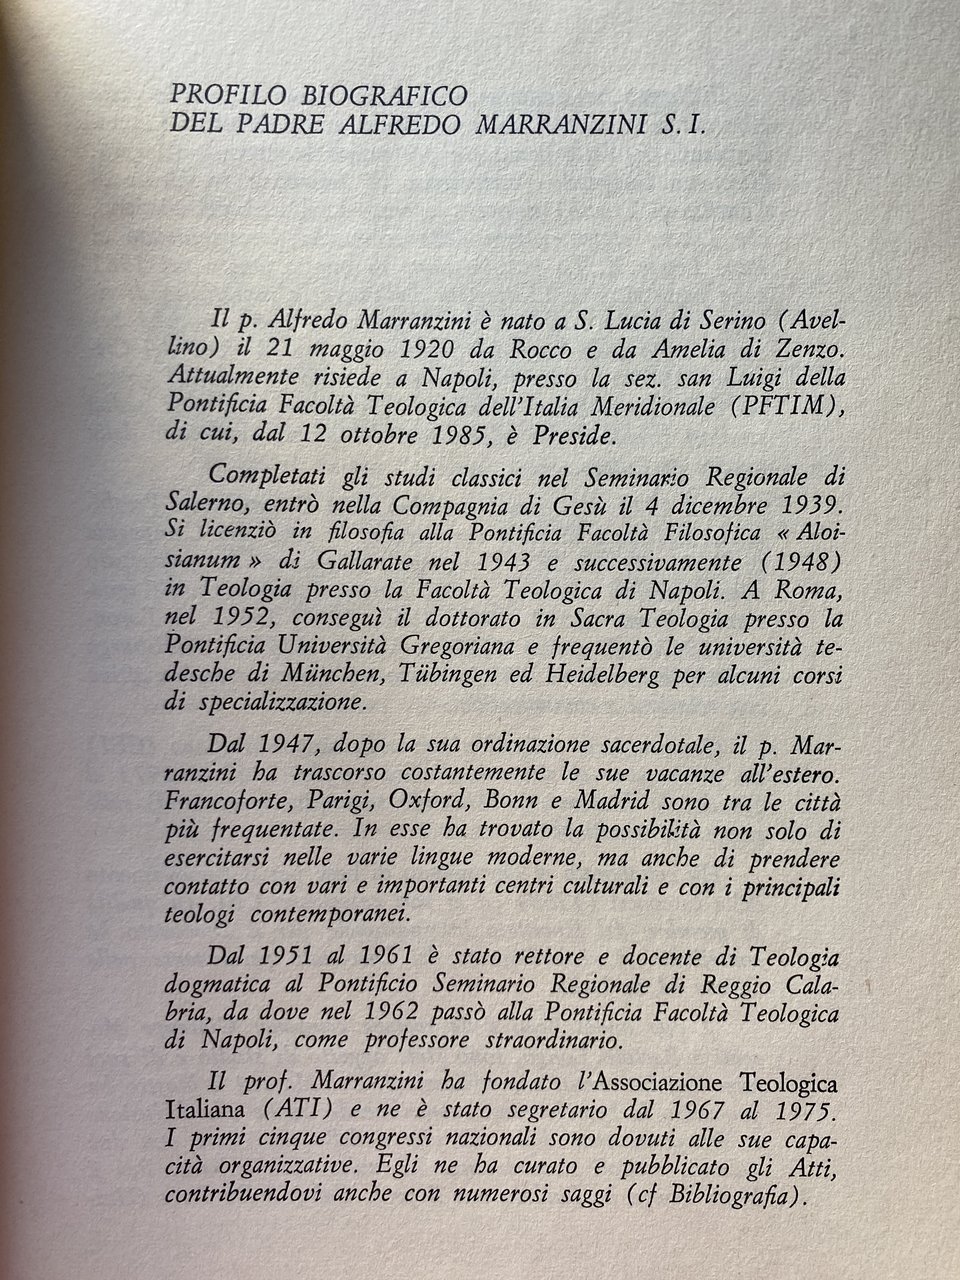 PROFILO BIOGRAFICO
DEL PADRE ALFREDO MARRANZINI S. I.
Il p. Alfredo Marranzini è nato a S. Lucia di Serino (Avel-
lino) il 21 maggio 1920 da Rocco e da Amelia di Zenzo.
Attualmente risiede a Napoli, presso la sez. san Luigi della
Pontificia Facoltà Teologica dell'Italia Meridionale (PFTIM),
di cui, dal 12 ottobre 1985, è Preside.
Completati gli studi classici nel Seminario Regionale di
Salerno, entrò nella Compagnia di Gesù il 4 dicembre 1939.
Si licenziò in filosofia alla Pontificia Facoltà Filosofica « Aloi-
sianum » di Gallarate nel 1943 e successivamente (1948)
in Teologia presso la Facoltà Teologica di Napoli. A Roma,
nel 1952, conseguì il dottorato in Sacra Teologia presso la
Pontificia Università Gregoriana e frequentò le università te-
desche di München, Tübingen ed Heidelberg per alcuni corsi
di specializzazione.
Dal 1947, dopo la sua ordinazione sacerdotale, il p. Mar-
ranzini ha trascorso costantemente le sue vacanze all'estero.
Francoforte, Parigi, Oxford, Bonn e Madrid sono tra le città
più frequentate. In esse ha trovato la possibilità non solo di
esercitarsi nelle varie lingue moderne, ma anche di prendere
contatto con vari e importanti centri culturali e con i principali
teologi contemporanei.
Dal 1951 al 1961 è stato rettore e docente di Teologia
dogmatica al Pontificio Seminario Regionale di Reggio Cala-
bria, da dove nel 1962 passò alla Pontificia Facoltà Teologica
di Napoli, come professore straordinario.
Il prof. Marranzini ha fondato l'Associazione Teologica
Italiana (ATI) e ne è stato segretario dal 1967 al 1975.
I primi cinque congressi nazionali sono dovuti alle sue capa-
cità organizzative. Egli ne ha curato e pubblicato gli Atti,
contribuendovi anche con numerosi saggi (cf Bibliografia).